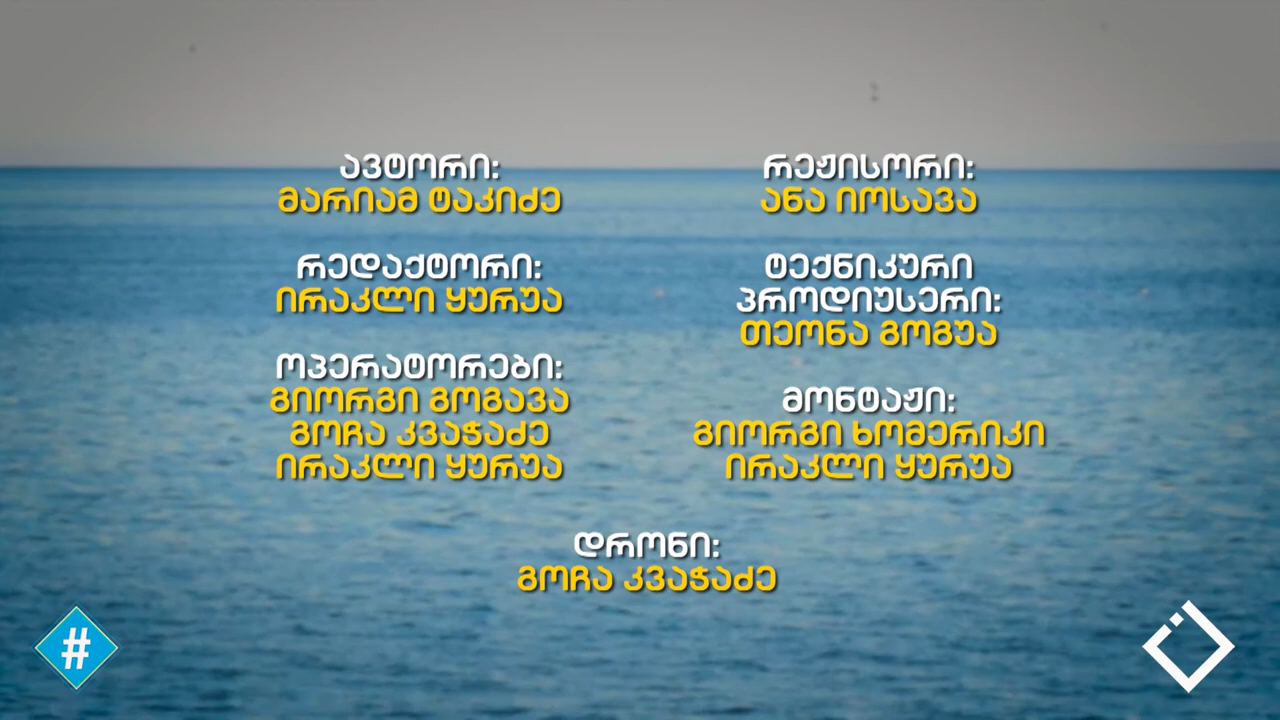 ავტორი:
მარიამ ტაკიძე
რედაქტორი:
ირაკლი ყურუა
ოპერატორები:
გიორგი გოგავა
გოჩა კვაჭაძე
ირაკლი ყურუა
რეჟისორი:
ანა იოსავა
ტექნიკური
პროდიუსერი:
თეონა გოგუა
მონტაჟი:
გიორგი ხომერიკი
ირაკლი ყურუა
დრონი:
გოჩა კვაჭაძე
#